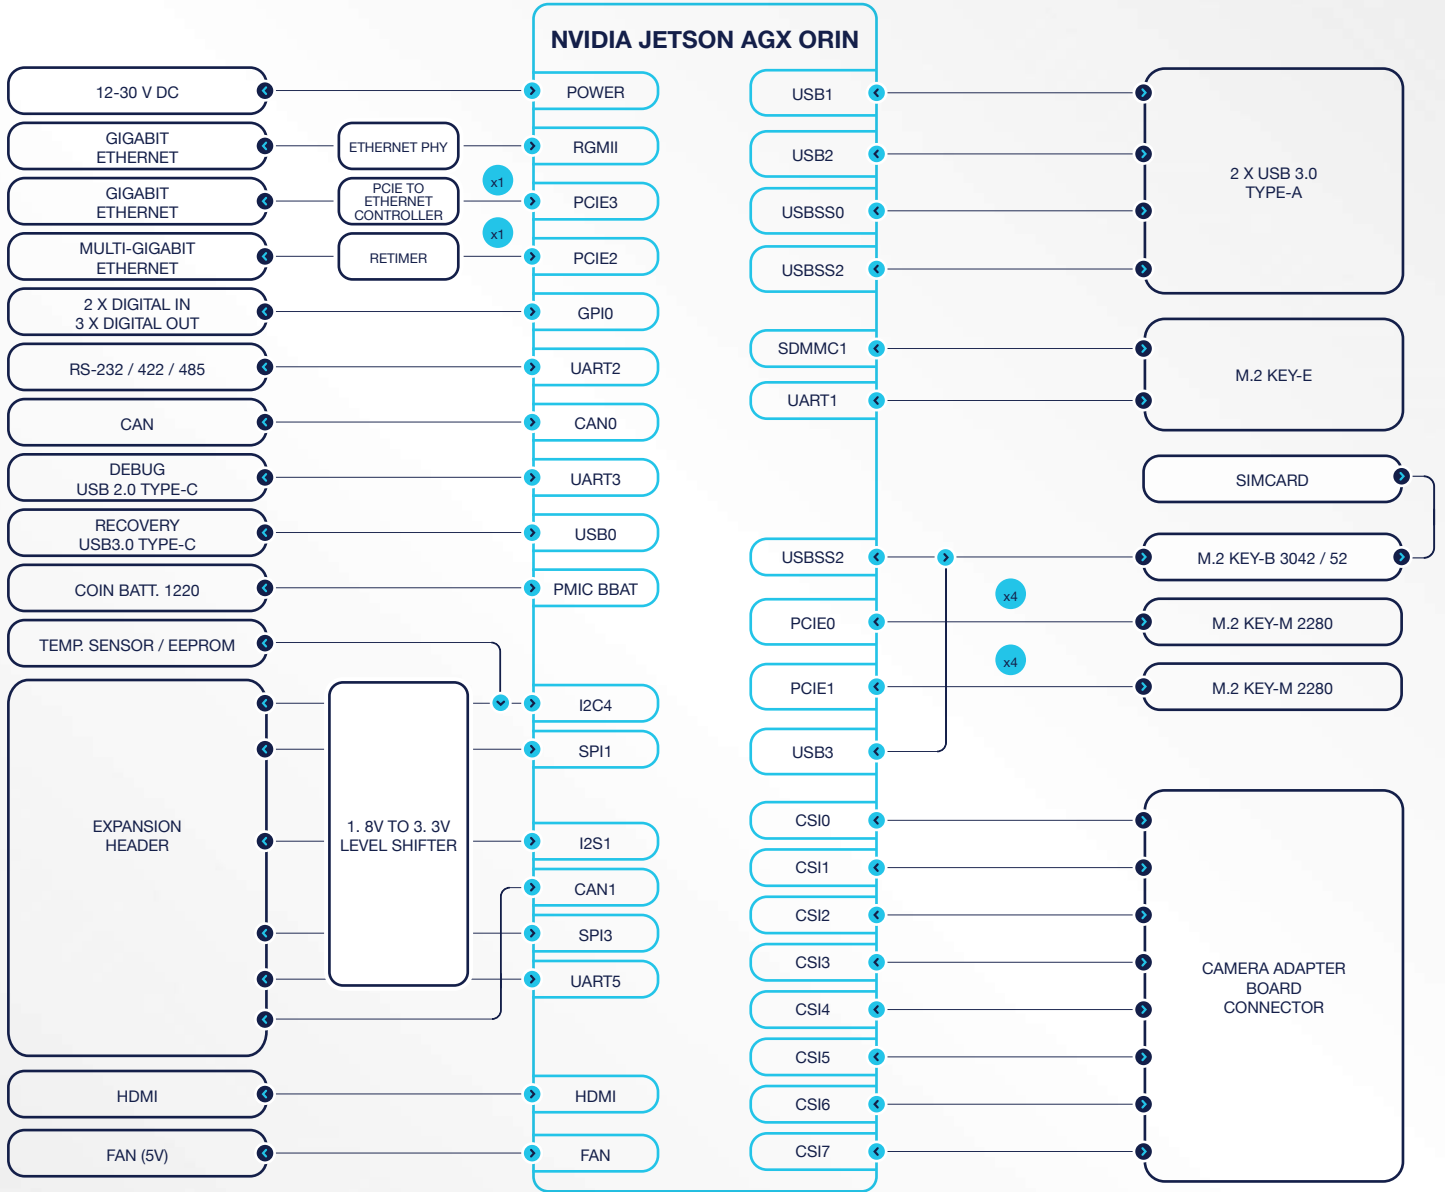 NVIDIA JETSON AGX ORIN
12-30 V DC
POWER
GIGABIT
ETHERNET
ETHERNET PHY
RGMII
GIGABIT
ETHERNET
PCIE TO
ETHERNET
CONTROLLER
x1
PCIE3
MULTI-GIGABIT
ETHERNET
RETIMER
x1
PCIE2
2 X DIGITAL IN
3 X DIGITAL OUT
GPI0
RS-232 / 422 / 485
UART2
CAN
CAN0
DEBUG
USB 2.0 TYPE-C
UART3
RECOVERY
USB3.0 TYPE-C
USB0
COIN BATT. 1220
PMIC BBAT
TEMP. SENSOR / EEPROM
EXPANSION
HEADER
1. 8V TO 3. 3V
LEVEL SHIFTER
I2C4
SPI1
I2S1
CAN1
SPI3
UART5
HDMI
HDMI
FAN (5V)
FAN
USB1
USB2
USBSS0
USBSS2
2 X USB 3.0
TYPE-A
SDMMC1
UART1
M.2 KEY-E
SIMCARD
USBSS2
M.2 KEY-B 3042 / 52
x4
PCIE0
M.2 KEY-M 2280
x4
PCIE1
M.2 KEY-M 2280
USB3
CSI0
CSI1
CSI2
CSI3
CSI4
CSI5
CSI6
CSI7
CAMERA ADAPTER
BOARD
CONNECTOR